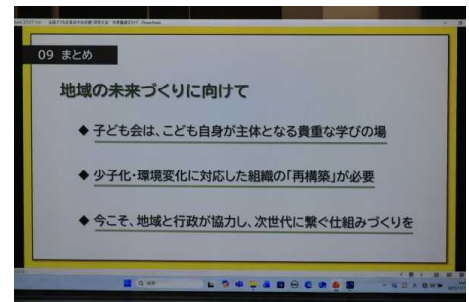 09 まとめ
地域の未来づくりに向けて
◆ 子ども会は、こども自身が主体となる貴重な学びの場
◆ 少子化・環境変化に対応した組織の「再構築」が必要
◆ 今こそ、地域と行政が協力し、次世代に繋ぐ仕組みづくりを